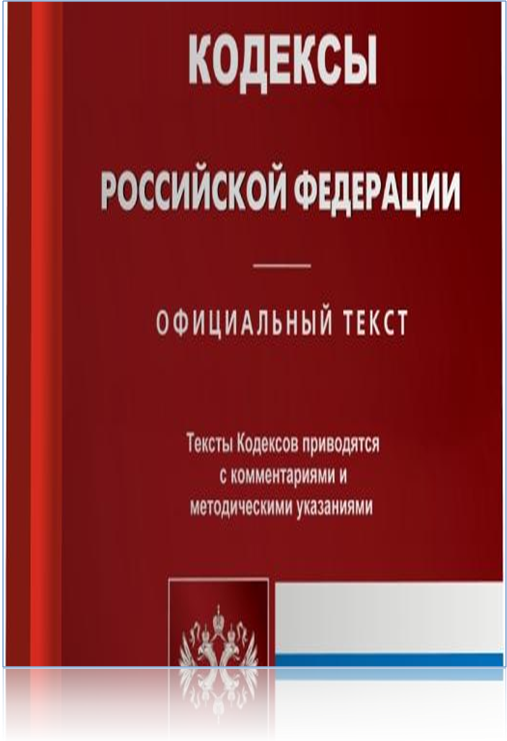 КОДЕКСЫ
РОССИЙСКОЙ ФЕДЕРАЦИИ
ОФИЦИАЛЬНЫЙ ТЕКСТ
Тексты Кодексов приводятся
с комментариями и
методическими указаниями